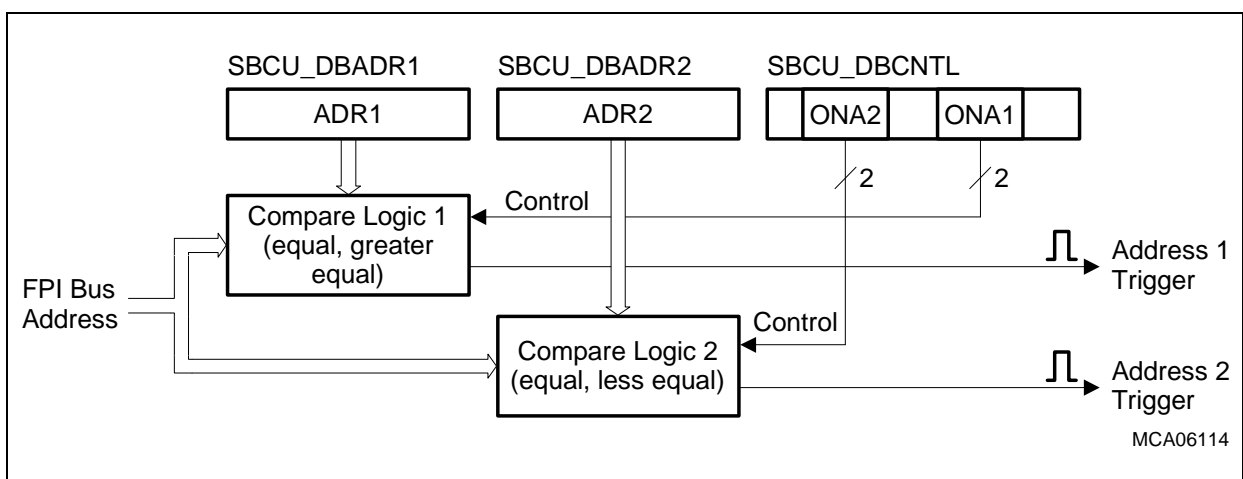 SBCU_DBADR1
SBCU_DBADR2
SBCU_DBCNTL
ADR1
ADR2
ONA2
ONA1
2
2
Control
Compare Logic 1
(equal, greater
equal)
Address 1
Trigger
FPI Bus
Address
Control
Compare Logic 2
(equal, less equal)
Address 2
Trigger
MCA06114